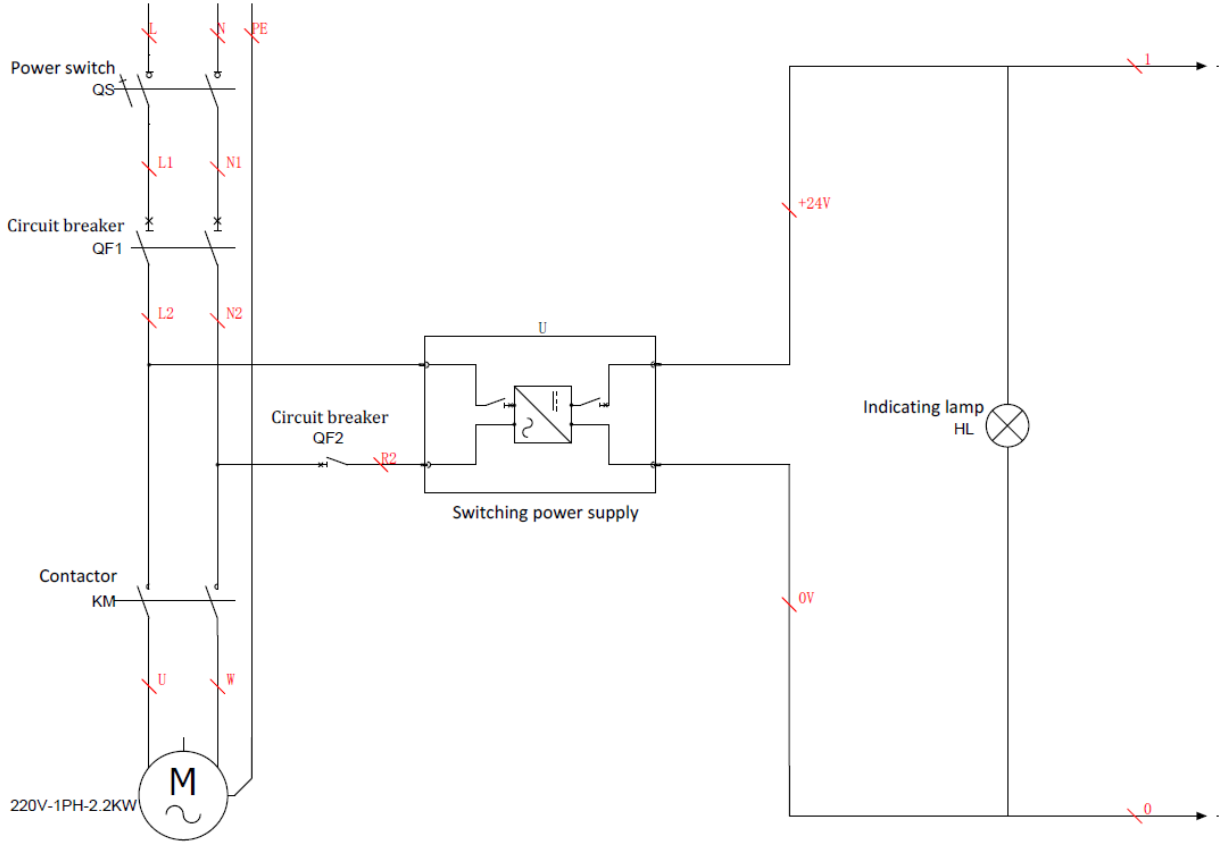 L N PE
Power switch
QS
1
L1 N1
+24V
Circuit breaker
QF1
L2 N2
U
Circuit breaker
QF2
R2
Indicating lamp
HL
Switching power supply
Contactor
KM
0V
U W
M
220V-1PH-2.2KW
0